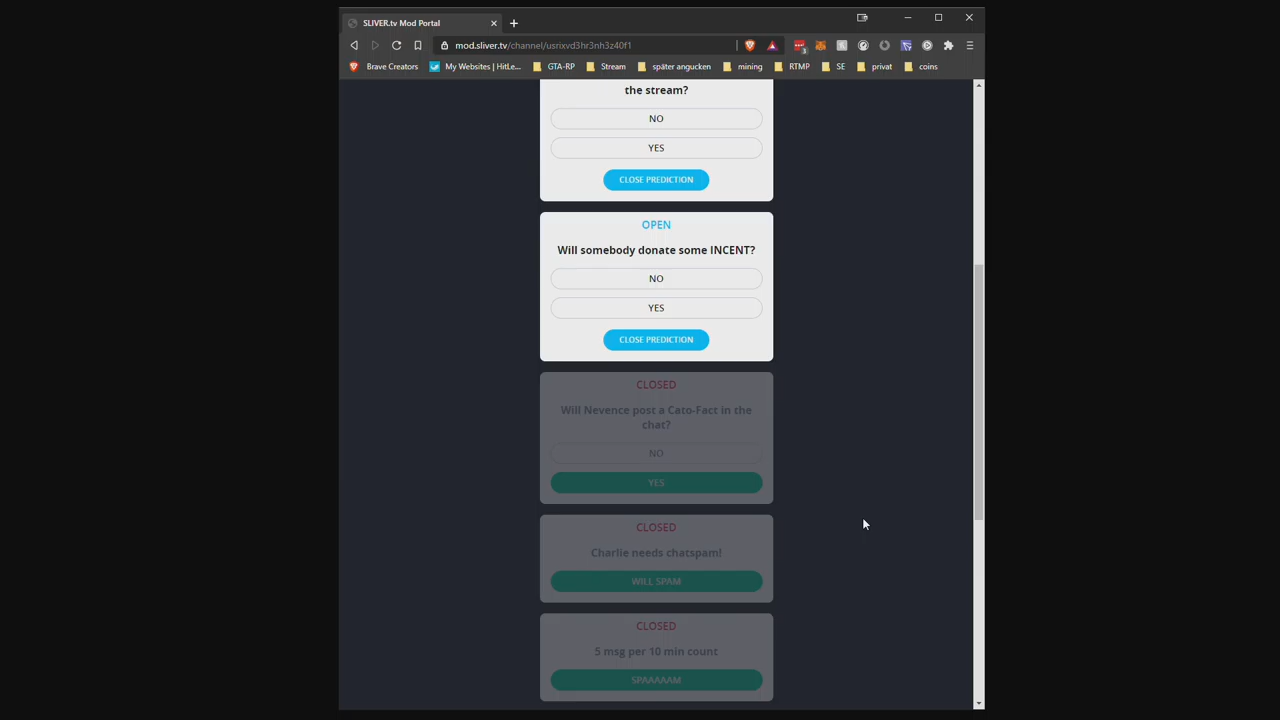 SLIVER.tv Mod Portal
mod.sliver.tv/channel/usrixvd3hr3nh3z40f1
Brave Creators
My Websites | HitLe...
GTA-RP
Stream
später angucken
mining
RTMP
SE
privat
coins
the stream?
NO
YES
CLOSE PREDICTION
OPEN
Will somebody donate some INCENT?
NO
YES
CLOSE PREDICTION
CLOSED
Will Nevence post a Cato-Fact in the
chat?
NO
YES
CLOSED
Charlie needs chatspam!
WILL SPAM
CLOSED
5 msg per 10 min count
SPAAAAAM